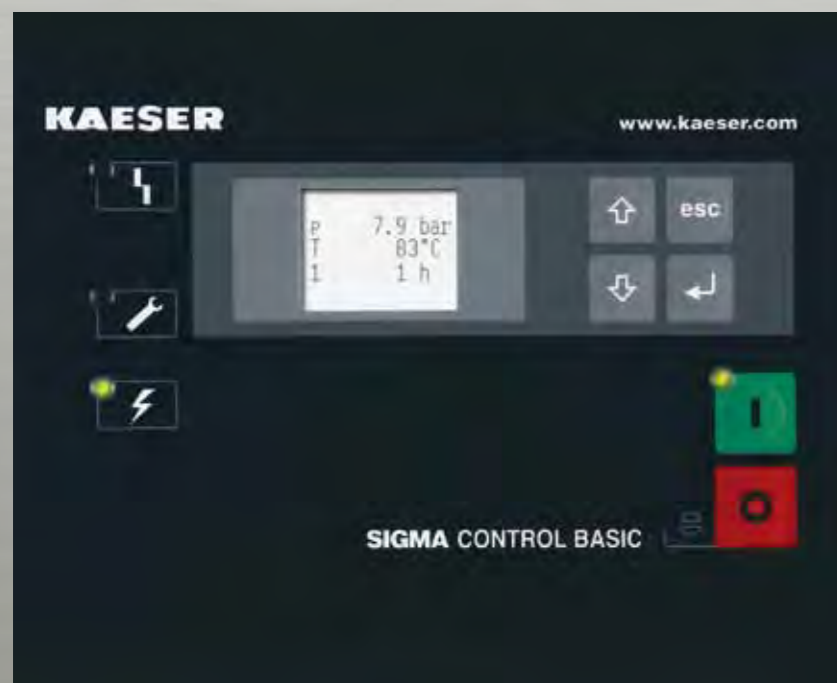 KAESER
www.kaeser.com
P 7.9 bar
T 83°C
1 1 h
esc
I
O
SIGMA CONTROL BASIC